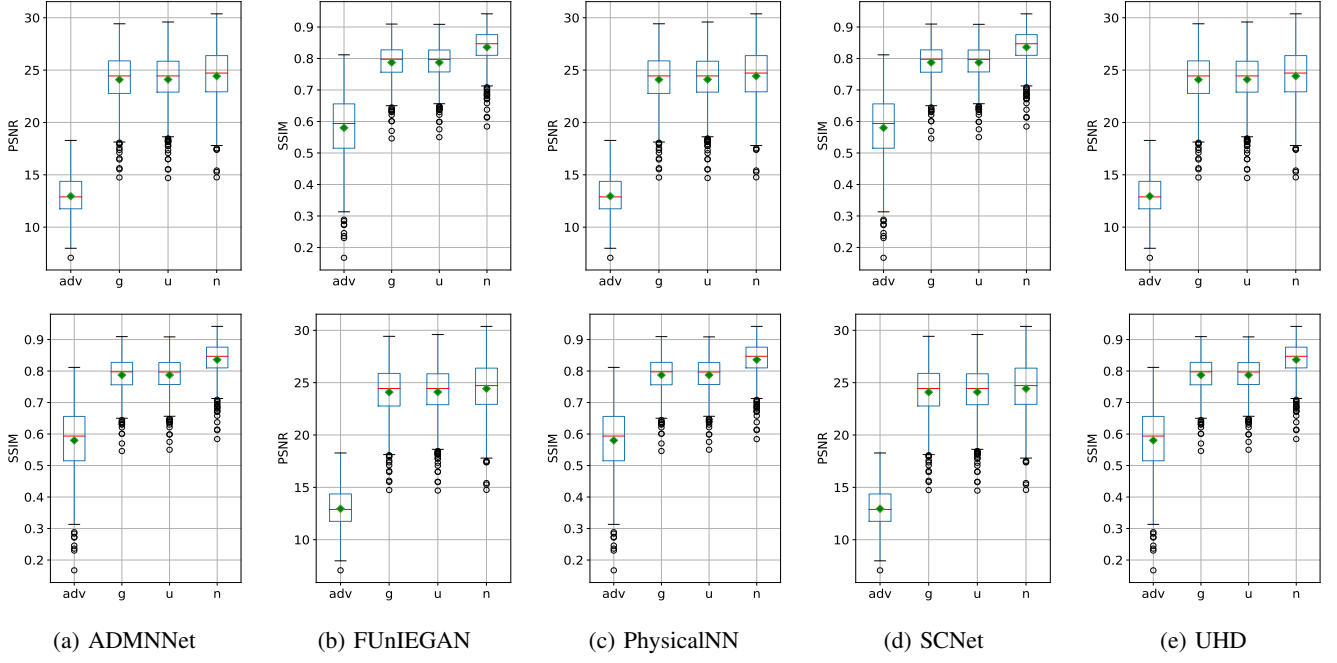 PSNR
30
25
20
15
10
adv g u n
SSIM
0.9
0.8
0.7
0.6
0.5
0.4
0.3
0.2
adv g u n
PSNR
30
25
20
15
10
adv g u n
SSIM
0.9
0.8
0.7
0.6
0.5
0.4
0.3
0.2
adv g u n
PSNR
30
25
20
15
10
adv g u n
SSIM
0.9
0.8
0.7
0.6
0.5
0.4
0.3
0.2
adv g u n
PSNR
30
25
20
15
10
adv g u n
SSIM
0.9
0.8
0.7
0.6
0.5
0.4
0.3
0.2
adv g u n
PSNR
30
25
20
15
10
adv g u n
SSIM
0.9
0.8
0.7
0.6
0.5
0.4
0.3
0.2
adv g u n
(a) ADMNNet
(b) FUnIEGAN
(c) PhysicalNN
(d) SCNet
(e) UHD